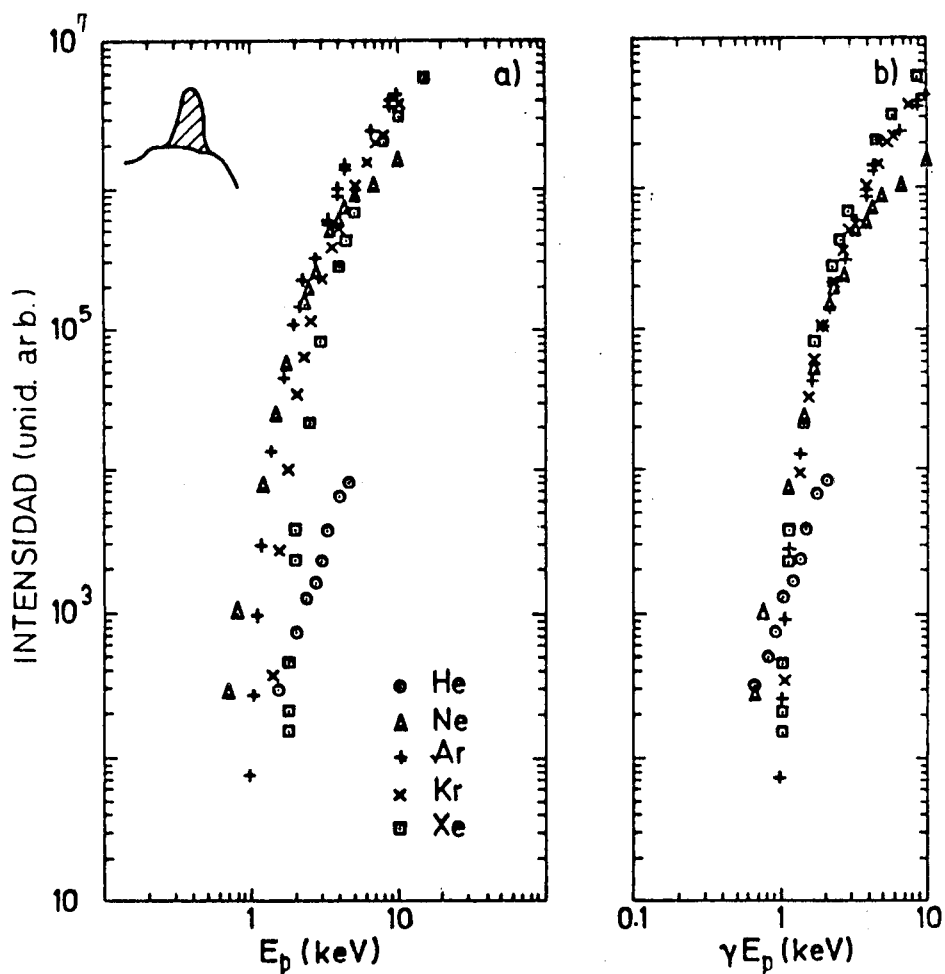 10^7
10^5
10^3
10
INTENSIDAD (unid. arb.)
a)
He
Ne
Ar
Kr
Xe
1
10
E_p (keV)
b)
0.1
1
10
γE_p (keV)